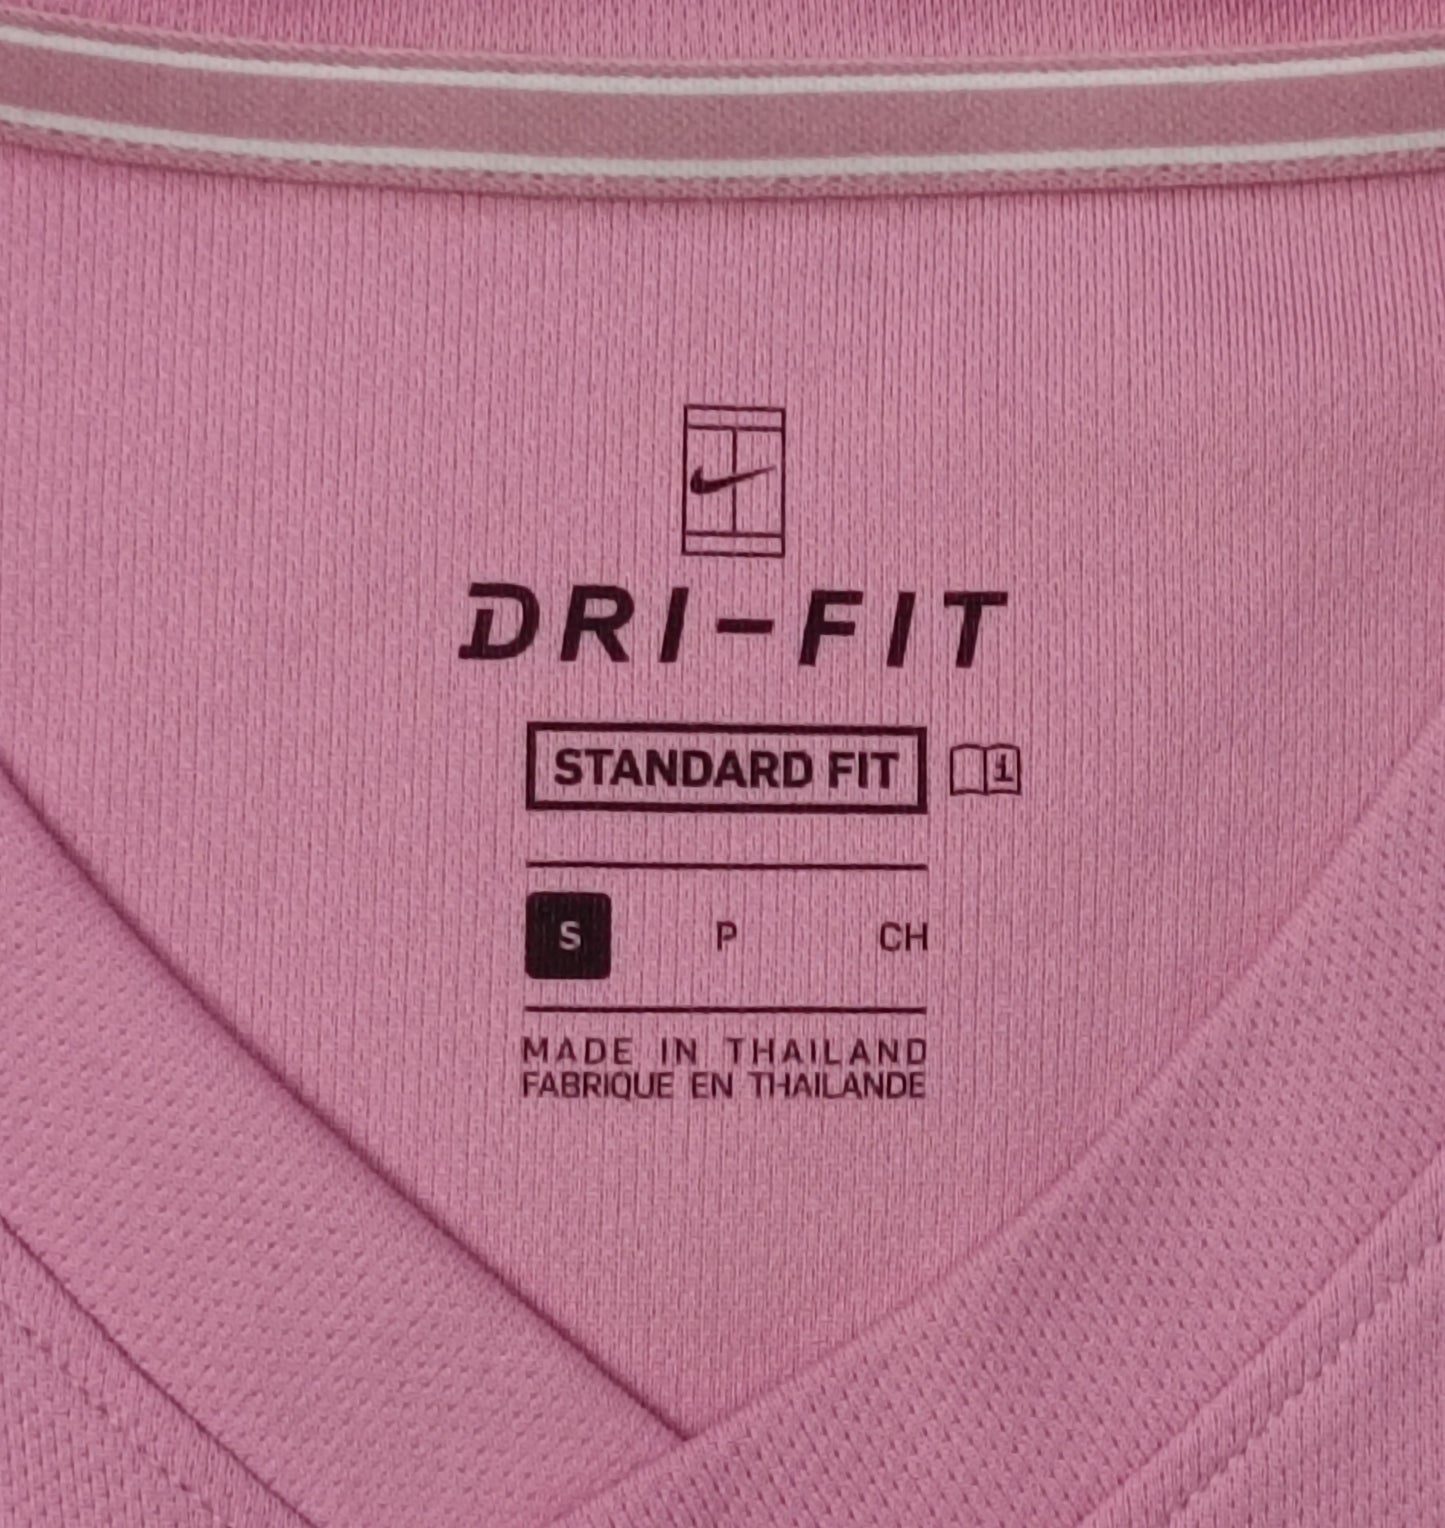 DRI-FIT
STANDARD FIT i
S P CH
MADE IN THAILAND
FABRIQUE EN THAILANDE